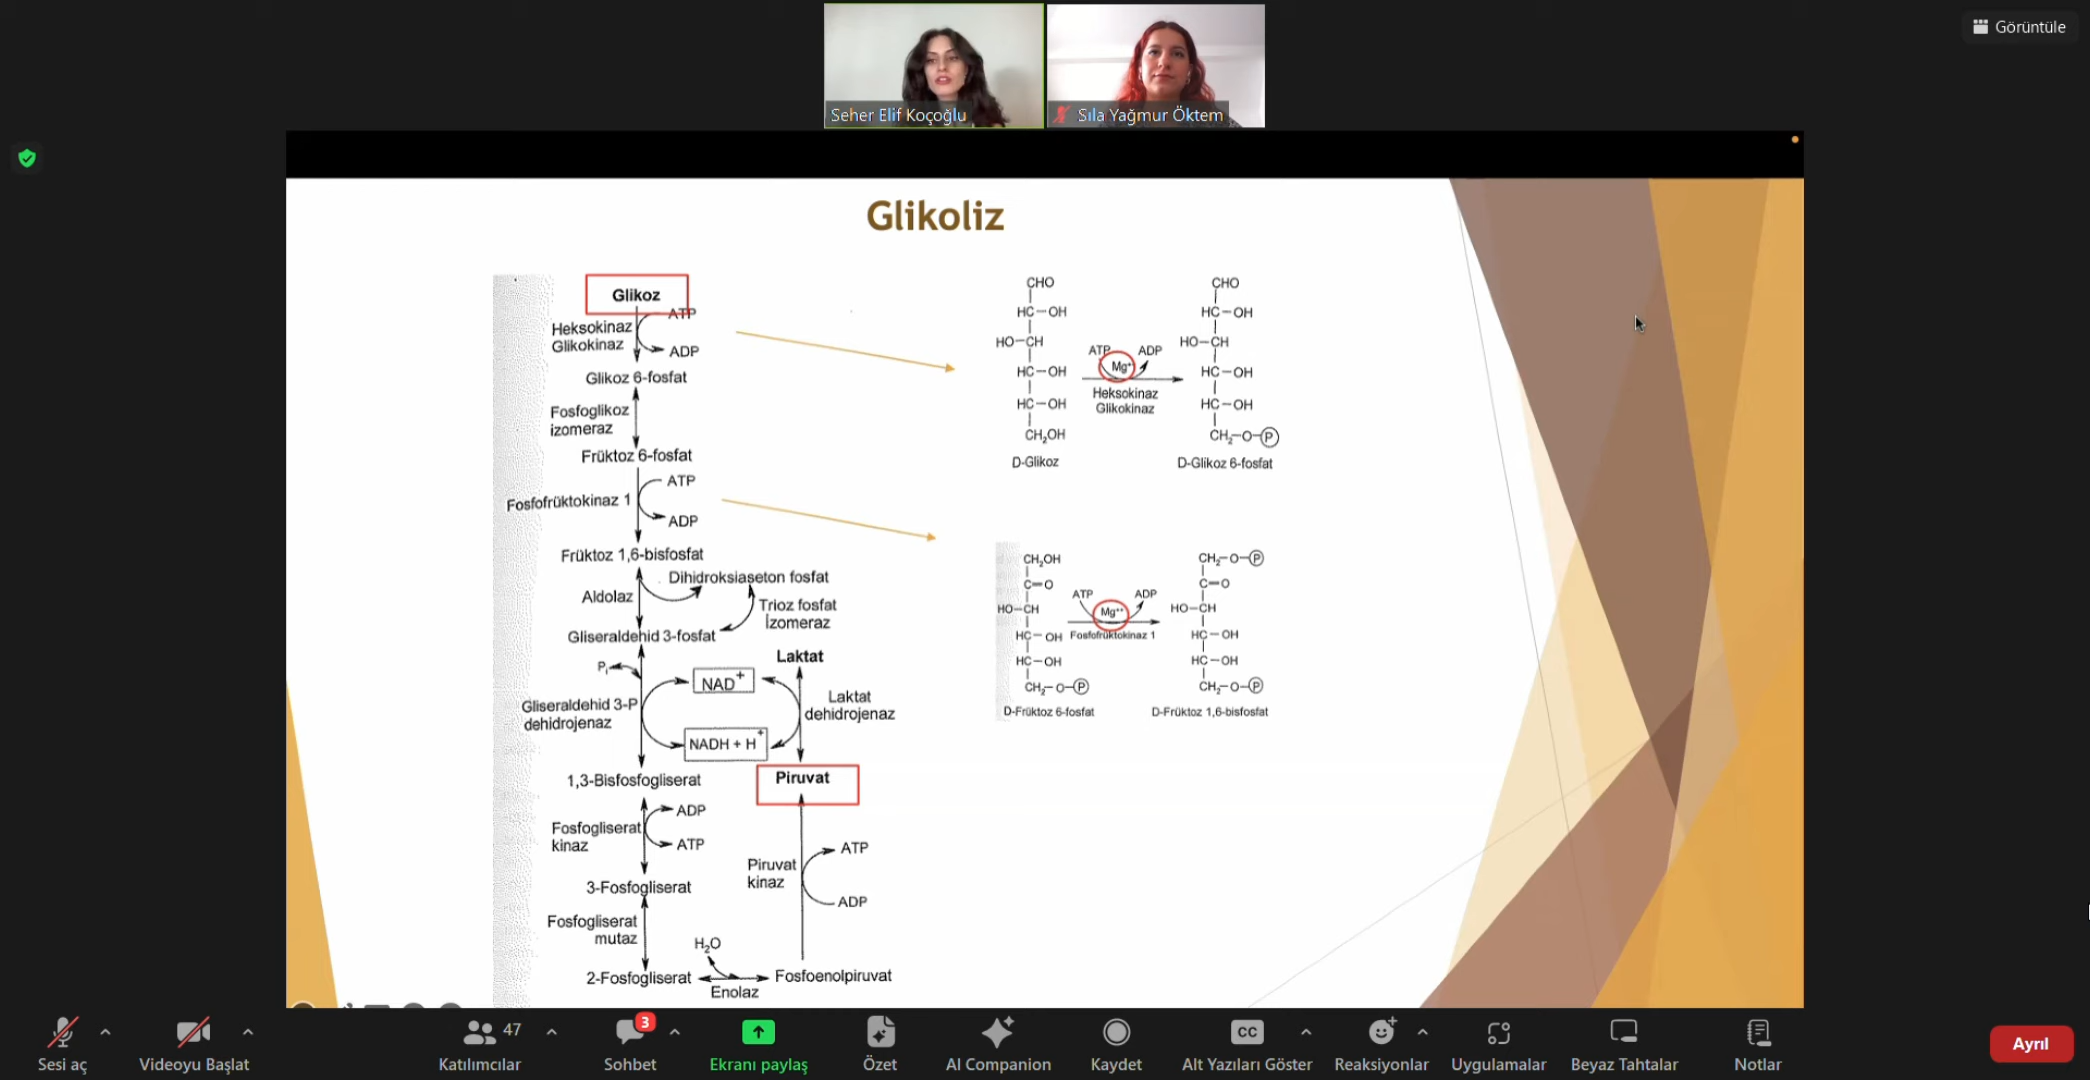 Görüntüle
Seher Elif Koçoğlu
Sıla Yağmur Öktem
Glikoliz
Glikoz
ATP
Heksokinaz
Glikokinaz
ADP
Glikoz 6-fosfat
Fosfoglikoz
izomeraz
Früktoz 6-fosfat
ATP
Fosfofrüktokinaz 1
ADP
Früktoz 1,6-bisfosfat
Dihidroksiaseton fosfat
Aldolaz
Trioz fosfat
İzomeraz
Gliseraldehid 3-fosfat
Laktat
Pi
NAD+
Gliseraldehid 3-P
dehidrojenaz
Laktat
dehidrojenaz
NADH + H+
1,3-Bisfosfogliserat
Piruvat
ADP
Fosfogliserat
kinaz
ATP
ATP
Piruvat
kinaz
ADP
3-Fosfogliserat
Fosfogliserat
mutaz
H2O
2-Fosfogliserat
Enolaz
Fosfoenolpiruvat
CHO
HC-OH
HO-CH
HC-OH
HC-OH
CH2OH
D-Glikoz
ATP
ADP
Mg+
Heksokinaz
Glikokinaz
CHO
HC-OH
HO-CH
HC-OH
HC-OH
CH2-O-P
D-Glikoz 6-fosfat
CH2OH
C=O
HO-CH
HC-OH
HC-OH
CH2-O-P
D-Früktoz 6-fosfat
ATP
ADP
Mg++
Fosfofrüktokinaz 1
CH2-O-P
C=O
HO-CH
HC-OH
HC-OH
CH2-O-P
D-Früktoz 1,6-bisfosfat
Sesi aç
Videoyu Başlat
47
Katılımcılar
3
Sohbet
Ekranı paylaş
Özet
AI Companion
Kaydet
CC
Alt Yazıları Göster
Reaksiyonlar
Uygulamalar
Beyaz Tahtalar
Notlar
Ayrıl